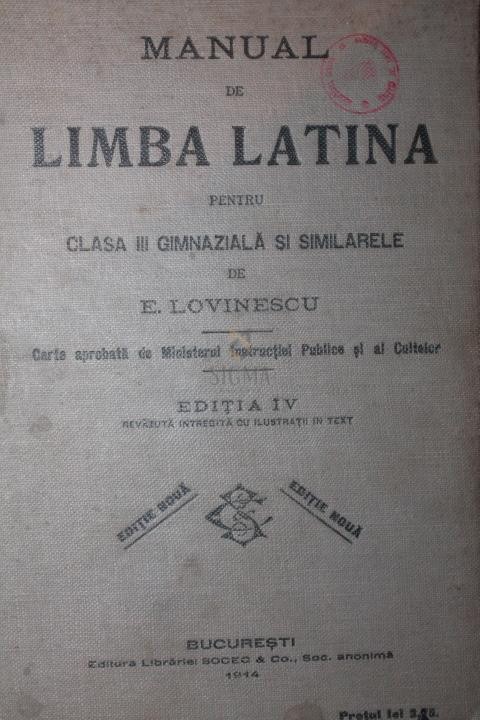 MANUAL
DE
LIMBA LATINA
PENTRU
CLASA III GIMNAZIALĂ ȘI SIMILARELE
DE
E. LOVINESCU
Carte aprobată de Ministerul Instrucției Publice și al Cultelor
SIGMA
EDIȚIA IV
REVĂZUTĂ INTREGITĂ CU ILUSTRAȚII IN TEXT
EDIȚIE NOUĂ
EDIȚIE NOUĂ
BUCUREȘTI
Editura Librăriei SOCEC & Co., Soc. anonimă
1914
Prețul lei